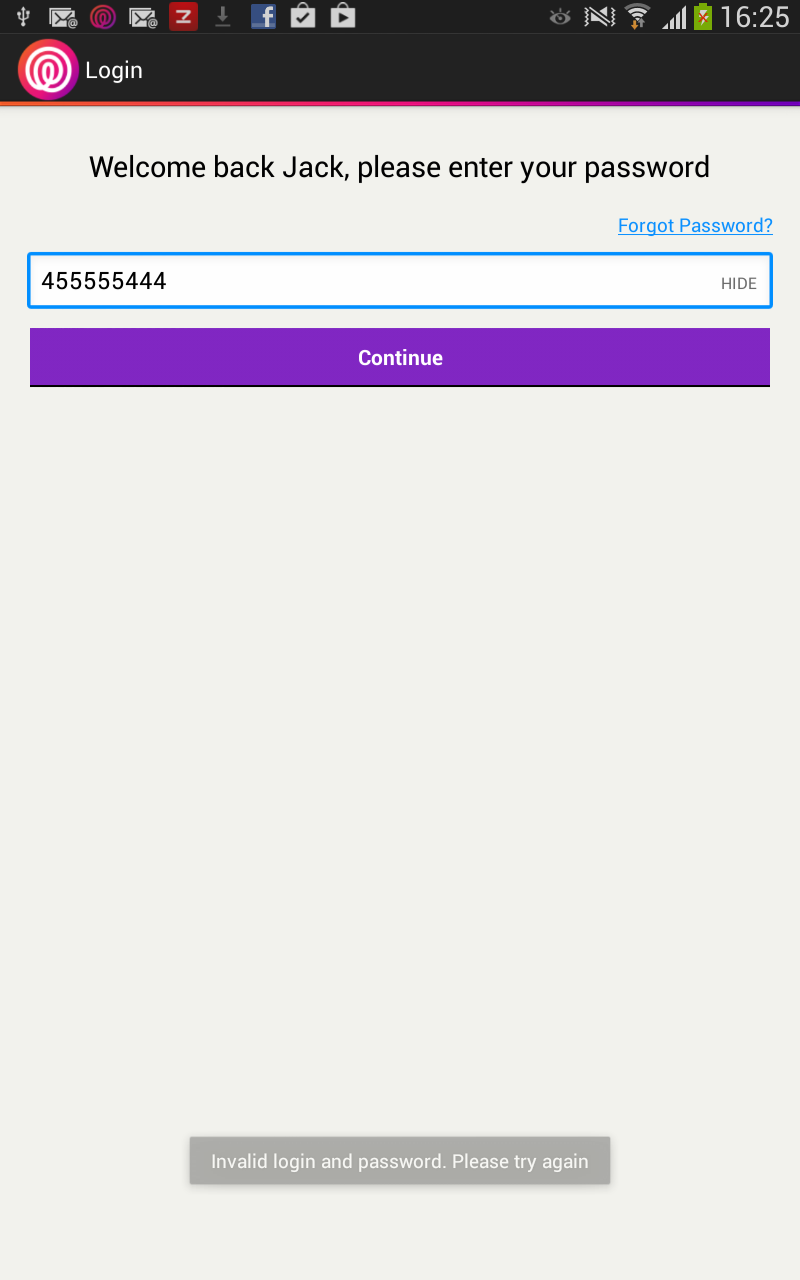 16:25
Login
Welcome back Jack, please enter your password
Forgot Password?
455555444
HIDE
Continue
Invalid login and password. Please try again